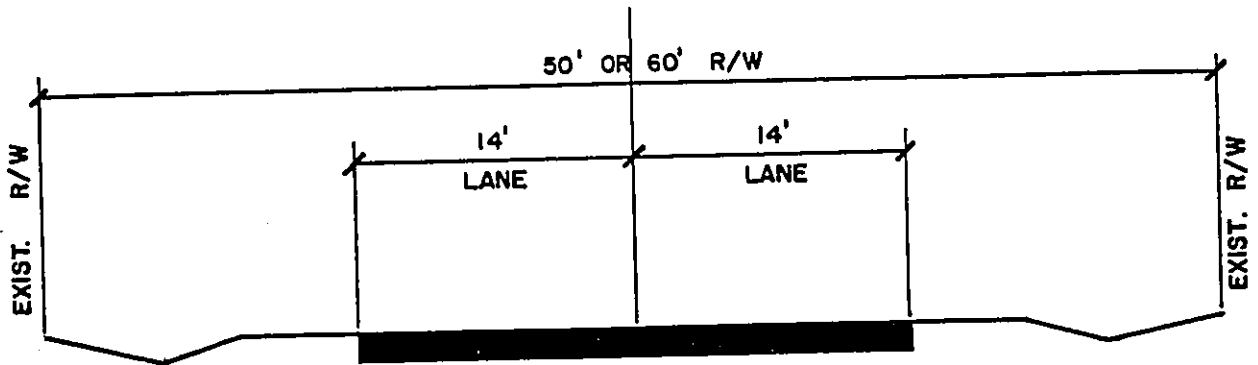 50' OR 60' R/W
14'
14'
LANE
LANE
EXIST. R/W
EXIST. R/W